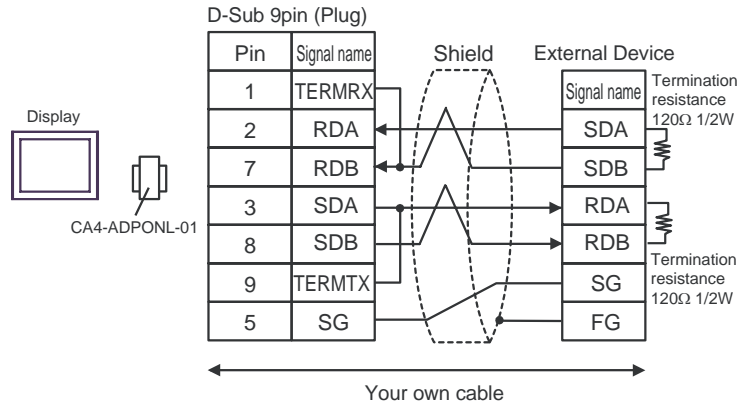 D-Sub 9pin (Plug)
Pin Signal name Shield External Device
1 TERMRX Signal name
Termination
resistance
120Ω 1/2W
Display
2 RDA SDA
7 RDB SDB
CA4-ADPONL-01
3 SDA RDA
8 SDB RDB
Termination
resistance
120Ω 1/2W
9 TERMTX SG
5 SG FG
Your own cable